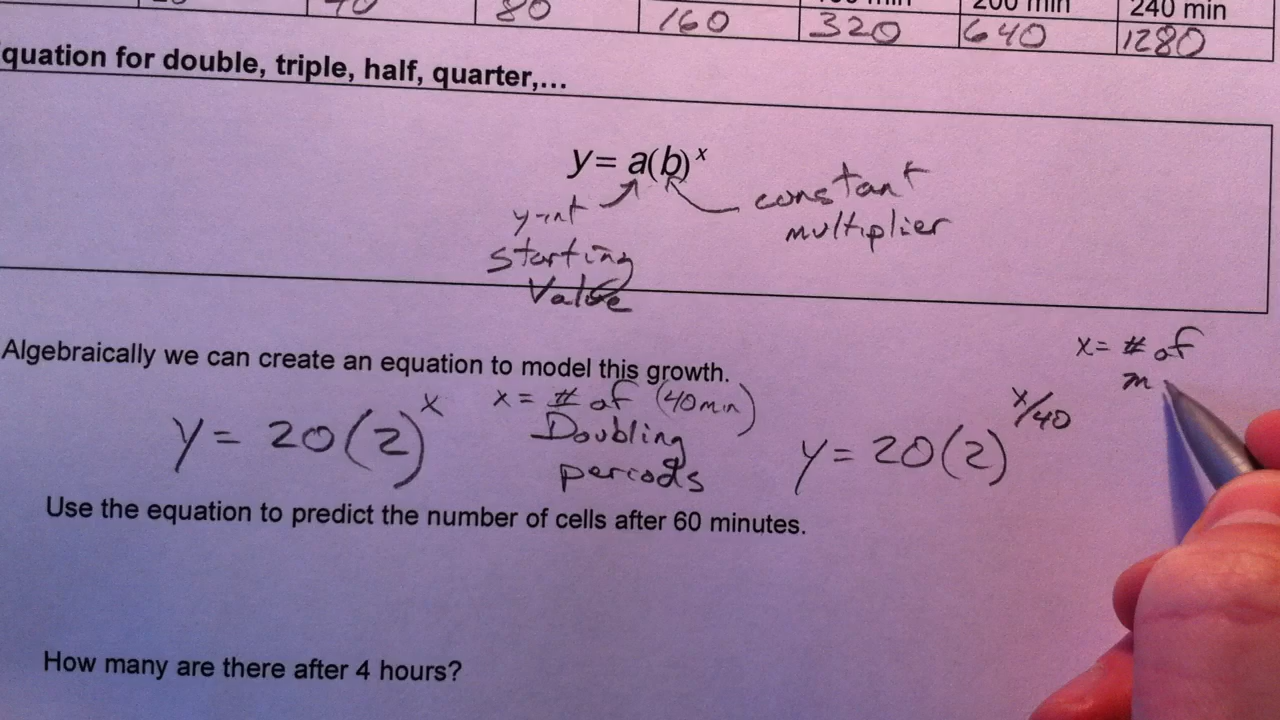 200 min 240 min
80 160 320 640 1280
quation for double, triple, half, quarter,...
y= a(b)ˣ
y-int
starting
Value
constant
multiplier
Algebraically we can create an equation to model this growth.
x = # of
m
y = 20(2)ˣ
x = # of (40min)
Doubling
periods
y = 20(2)^x/40
Use the equation to predict the number of cells after 60 minutes.
How many are there after 4 hours?